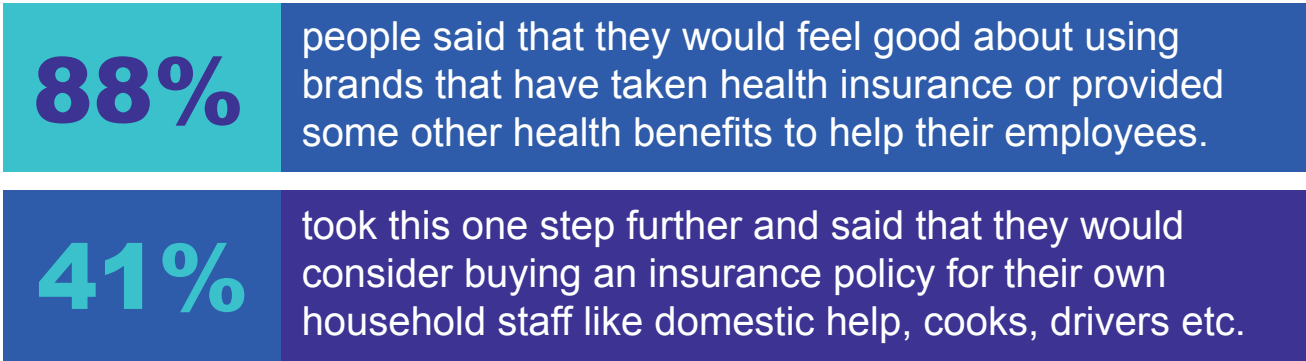 88%
people said that they would feel good about using
brands that have taken health insurance or provided
some other health benefits to help their employees.
41%
took this one step further and said that they would
consider buying an insurance policy for their own
household staff like domestic help, cooks, drivers etc.